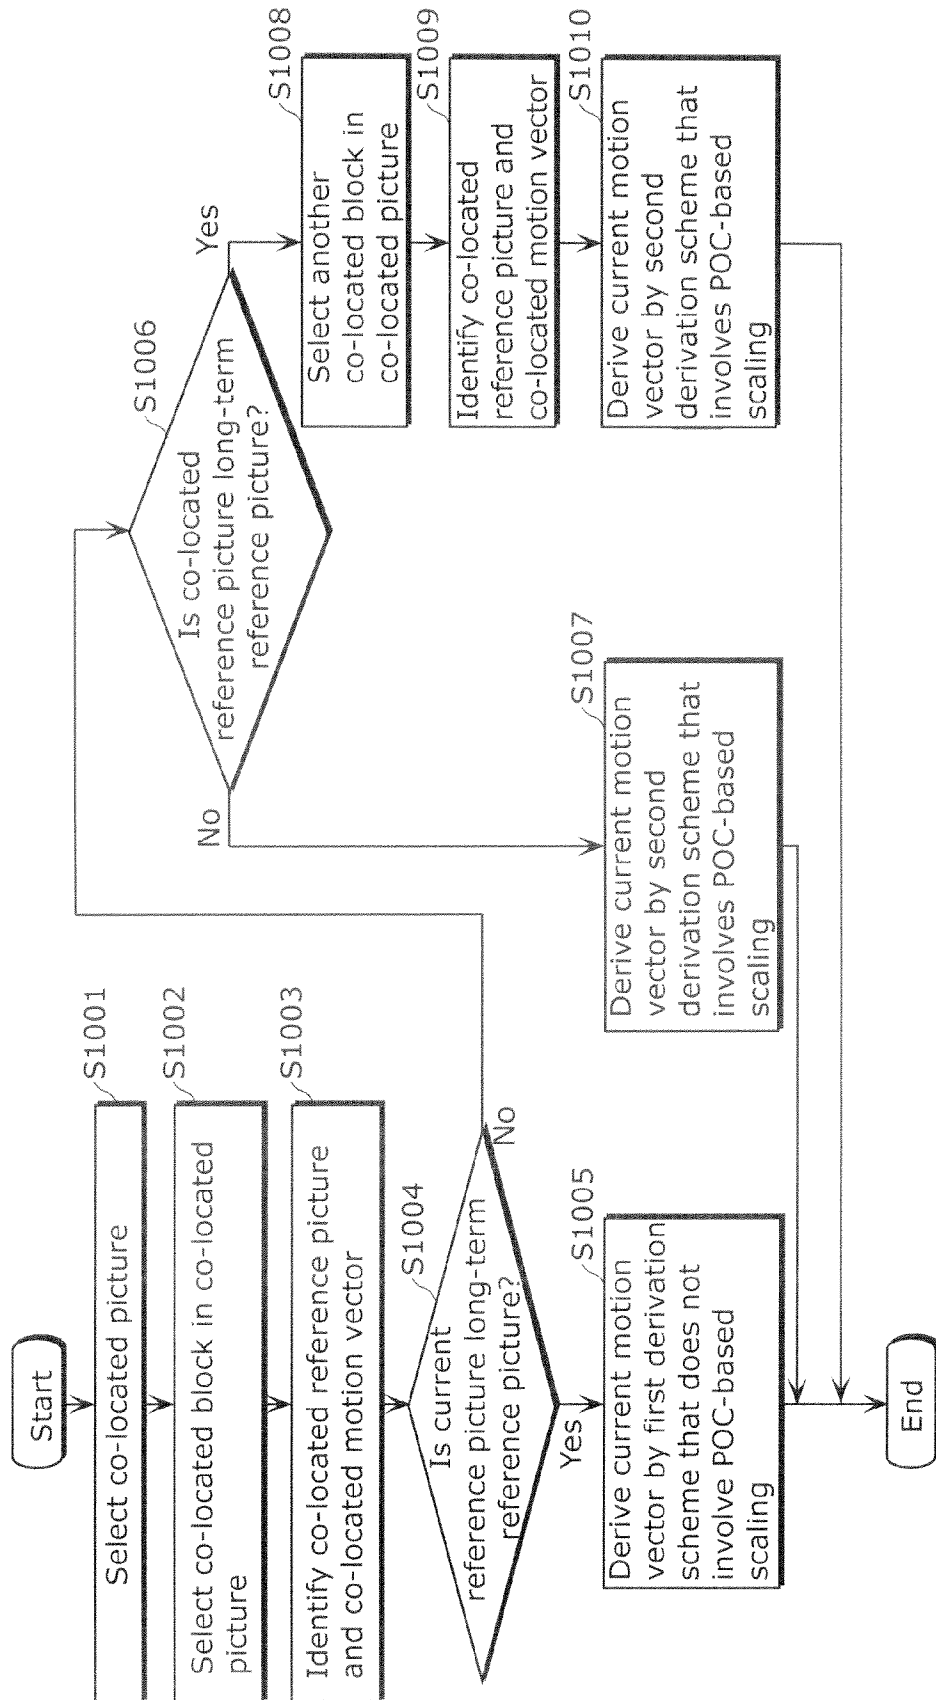 Start
S1001
Select co-located picture
S1002
Select co-located block in co-located
picture
S1003
Identify co-located reference picture
and co-located motion vector
S1004
Is current
reference picture long-term
reference picture?
No
Yes
S1005
Derive current motion
vector by first derivation
scheme that does not
involve POC-based
scaling
S1006
Is co-located
reference picture long-term
reference picture?
No
Yes
S1007
Derive current motion
vector by second
derivation scheme that
involves POC-based
scaling
S1008
Select another
co-located block in
co-located picture
S1009
Identify co-located
reference picture and
co-located motion vector
S1010
Derive current motion
vector by second
derivation scheme that
involves POC-based
scaling
End